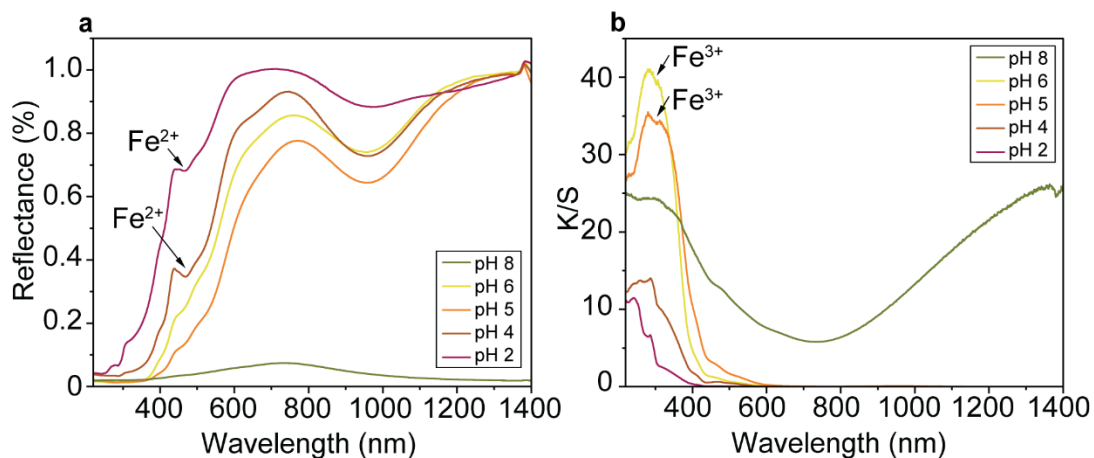 a
Reflectance (%)
1.0
0.8
0.6
0.4
0.2
0
Fe²⁺
Fe²⁺
pH 8
pH 6
pH 5
pH 4
pH 2
400 600 800 1000 1200 1400
Wavelength (nm)
b
K/S
40
30
20
10
0
Fe³⁺
Fe³⁺
pH 8
pH 6
pH 5
pH 4
pH 2
200 400 600 800 1000 1200 1400
Wavelength (nm)